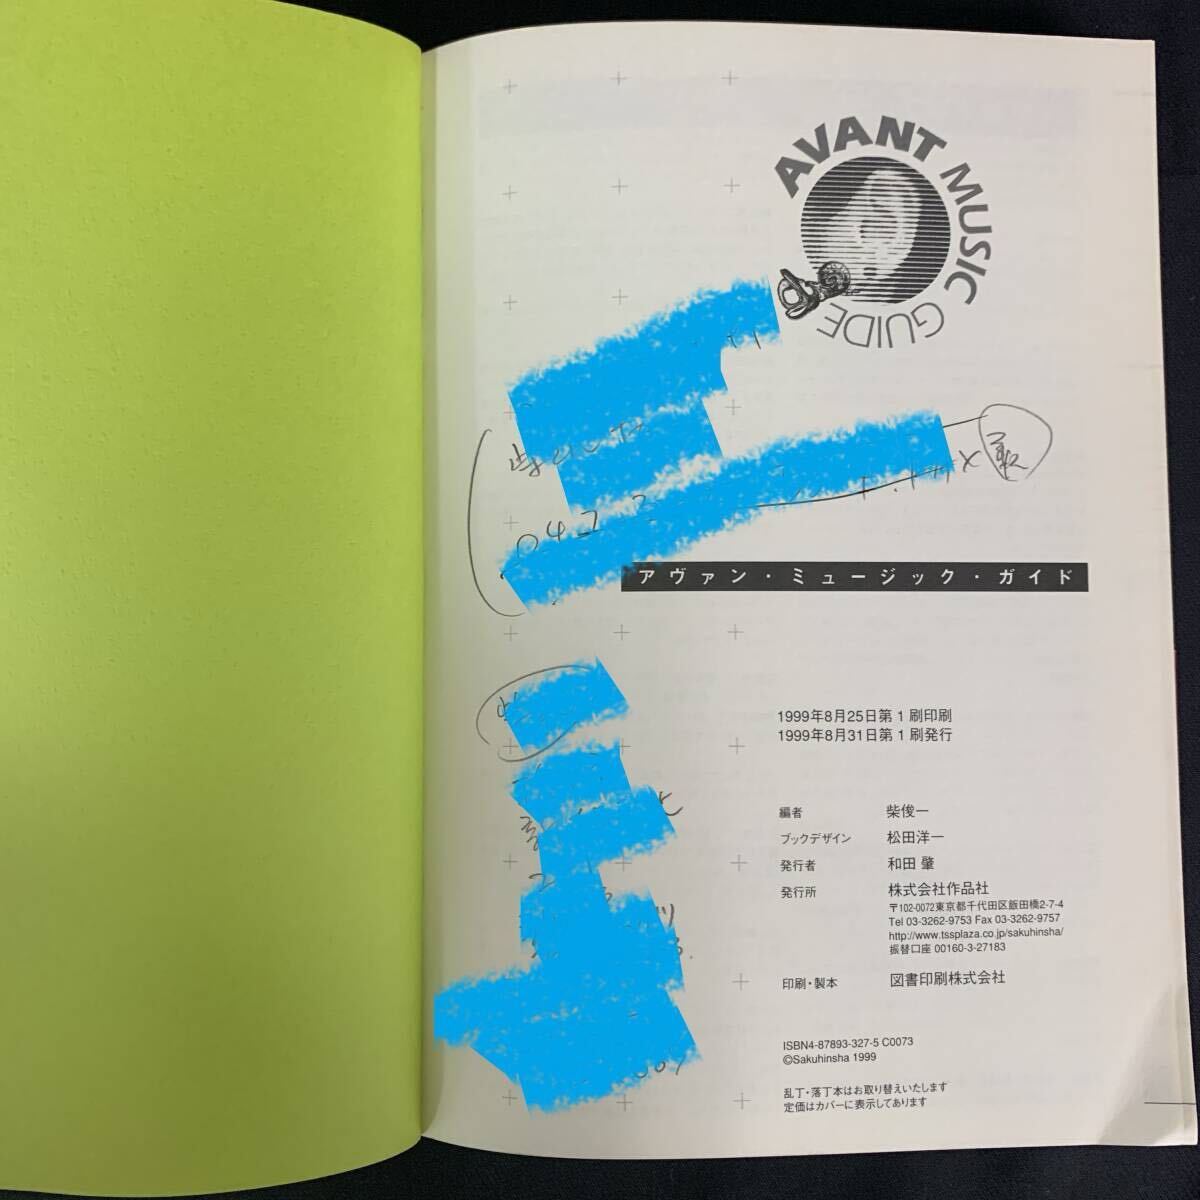 AVANT MUSIC GUIDE
042
アヴァン・ミュージック・ガイド
1999年8月25日第1刷印刷
1999年8月31日第1刷発行
編者 柴俊一
ブックデザイン 松田洋一
発行者 和田 肇
発行所 株式会社作品社
〒102-0072東京都千代田区飯田橋2-7-4
Tel 03-3262-9753 Fax 03-3262-9757
http://www.tssplaza.co.jp/sakuhinsha/
振替口座 00160-3-27183
印刷・製本 図書印刷株式会社
ISBN4-87893-327-5 C0073
©Sakuhinsha 1999
乱丁・落丁本はお取り替えいたします
定価はカバーに表示してあります